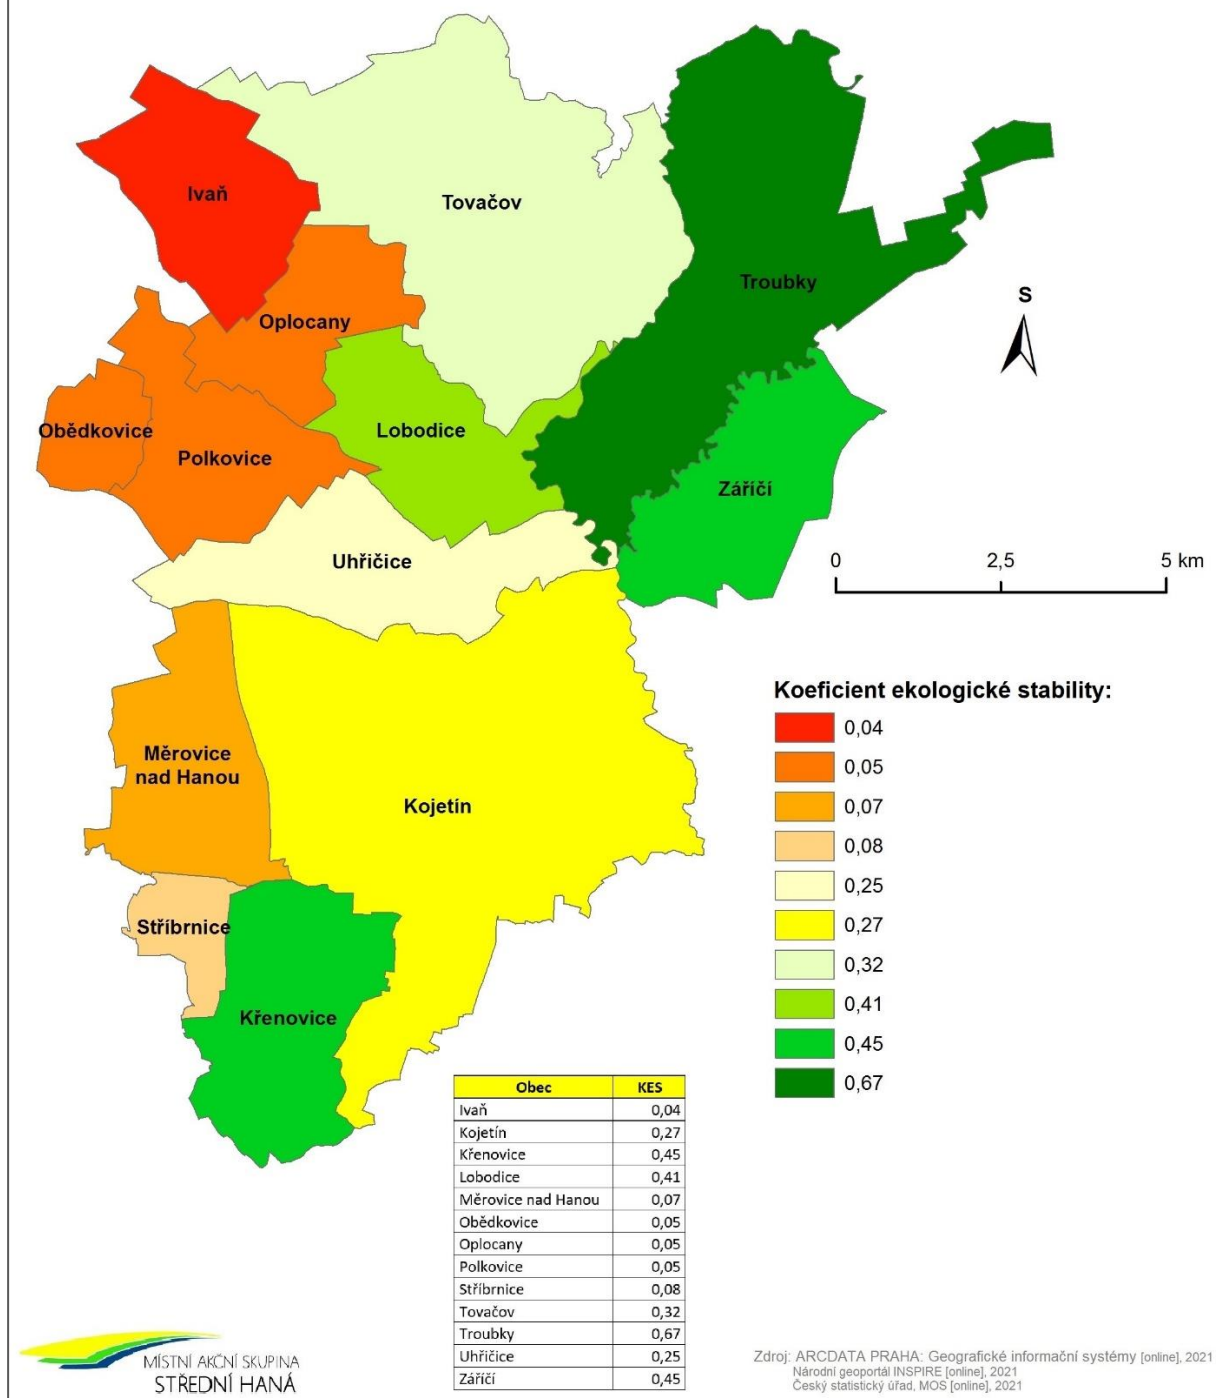 Ivaň
Tovačov
Troubky
Oplocany
S
Obědkovice
Polkovice
Lobodice
Záříčí
Uhřičice
0 2,5 5 km
Koeficient ekologické stability:
0,04
0,05
0,07
0,08
0,25
0,27
0,32
0,41
0,45
0,67
Měrovice
nad Hanou
Kojetín
Stříbrnice
Křenovice
Obec KES
Ivaň 0,04
Kojetín 0,27
Křenovice 0,45
Lobodice 0,41
Měrovice nad Hanou 0,07
Obědkovice 0,05
Oplocany 0,05
Polkovice 0,05
Stříbrnice 0,08
Tovačov 0,32
Troubky 0,67
Uhřičice 0,25
Záříčí 0,45
MÍSTNÍ AKČNÍ SKUPINA
STŘEDNÍ HANÁ
Zdroj: ARCDATA PRAHA: Geografické informační systémy [online], 2021
Národní geoportál INSPIRE [online], 2021
Český statistický úřad, MOS [online], 2021